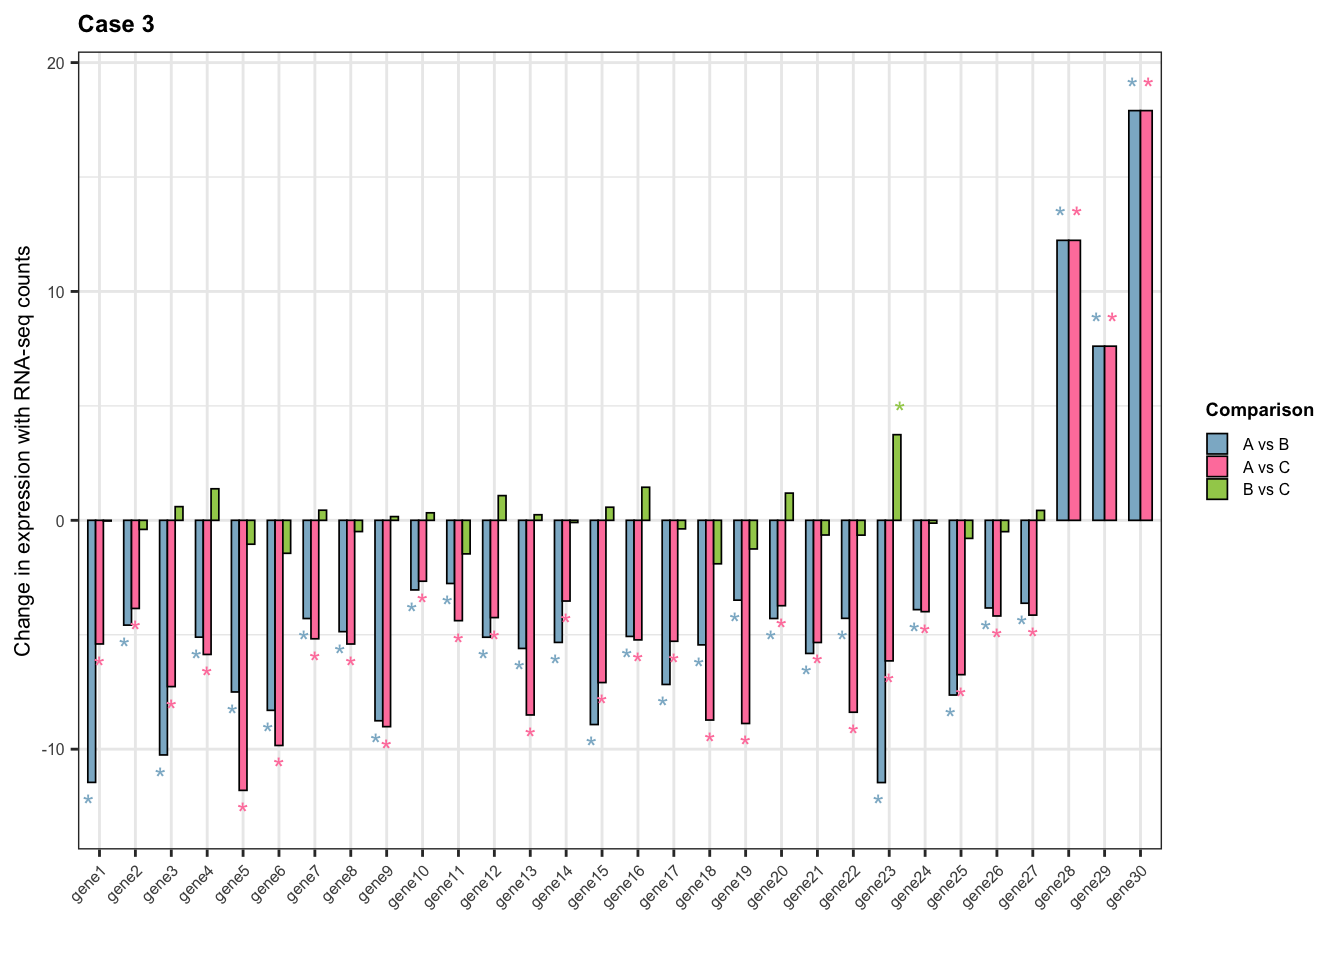 Case 3
Change in expression with RNA-seq counts
20
10
0
-10
* * * * * * * * * * * * * * * * * * * * * * * * * * * * * * * * * * * * * * * * * * * * * * * * * * * * * * * * * * * * *
gene1
gene2
gene3
gene4
gene5
gene6
gene7
gene8
gene9
gene10
gene11
gene12
gene13
gene14
gene15
gene16
gene17
gene18
gene19
gene20
gene21
gene22
gene23
gene24
gene25
gene26
gene27
gene28
gene29
gene30
Comparison
A vs B
A vs C
B vs C